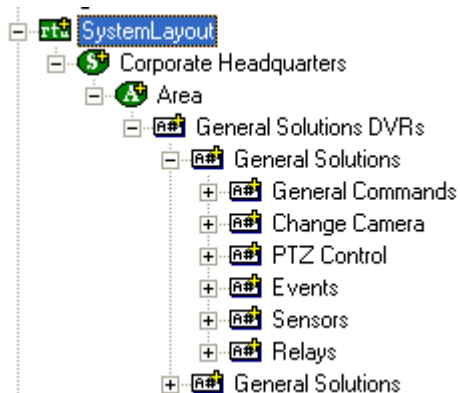 rtu SystemLayout
S Corporate Headquarters
A Area
A# General Solutions DVRs
A# General Solutions
A# General Commands
A# Change Camera
A# PTZ Control
A# Events
A# Sensors
A# Relays
A# General Solutions